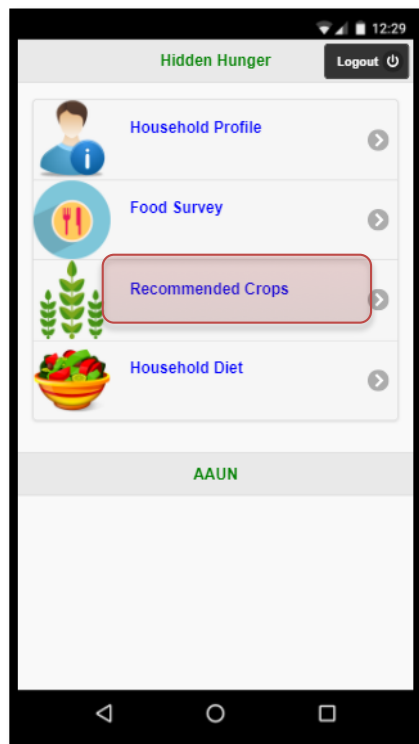 12:29
Hidden Hunger
Logout
Household Profile
i
Food Survey
Recommended Crops
Household Diet
AAUN